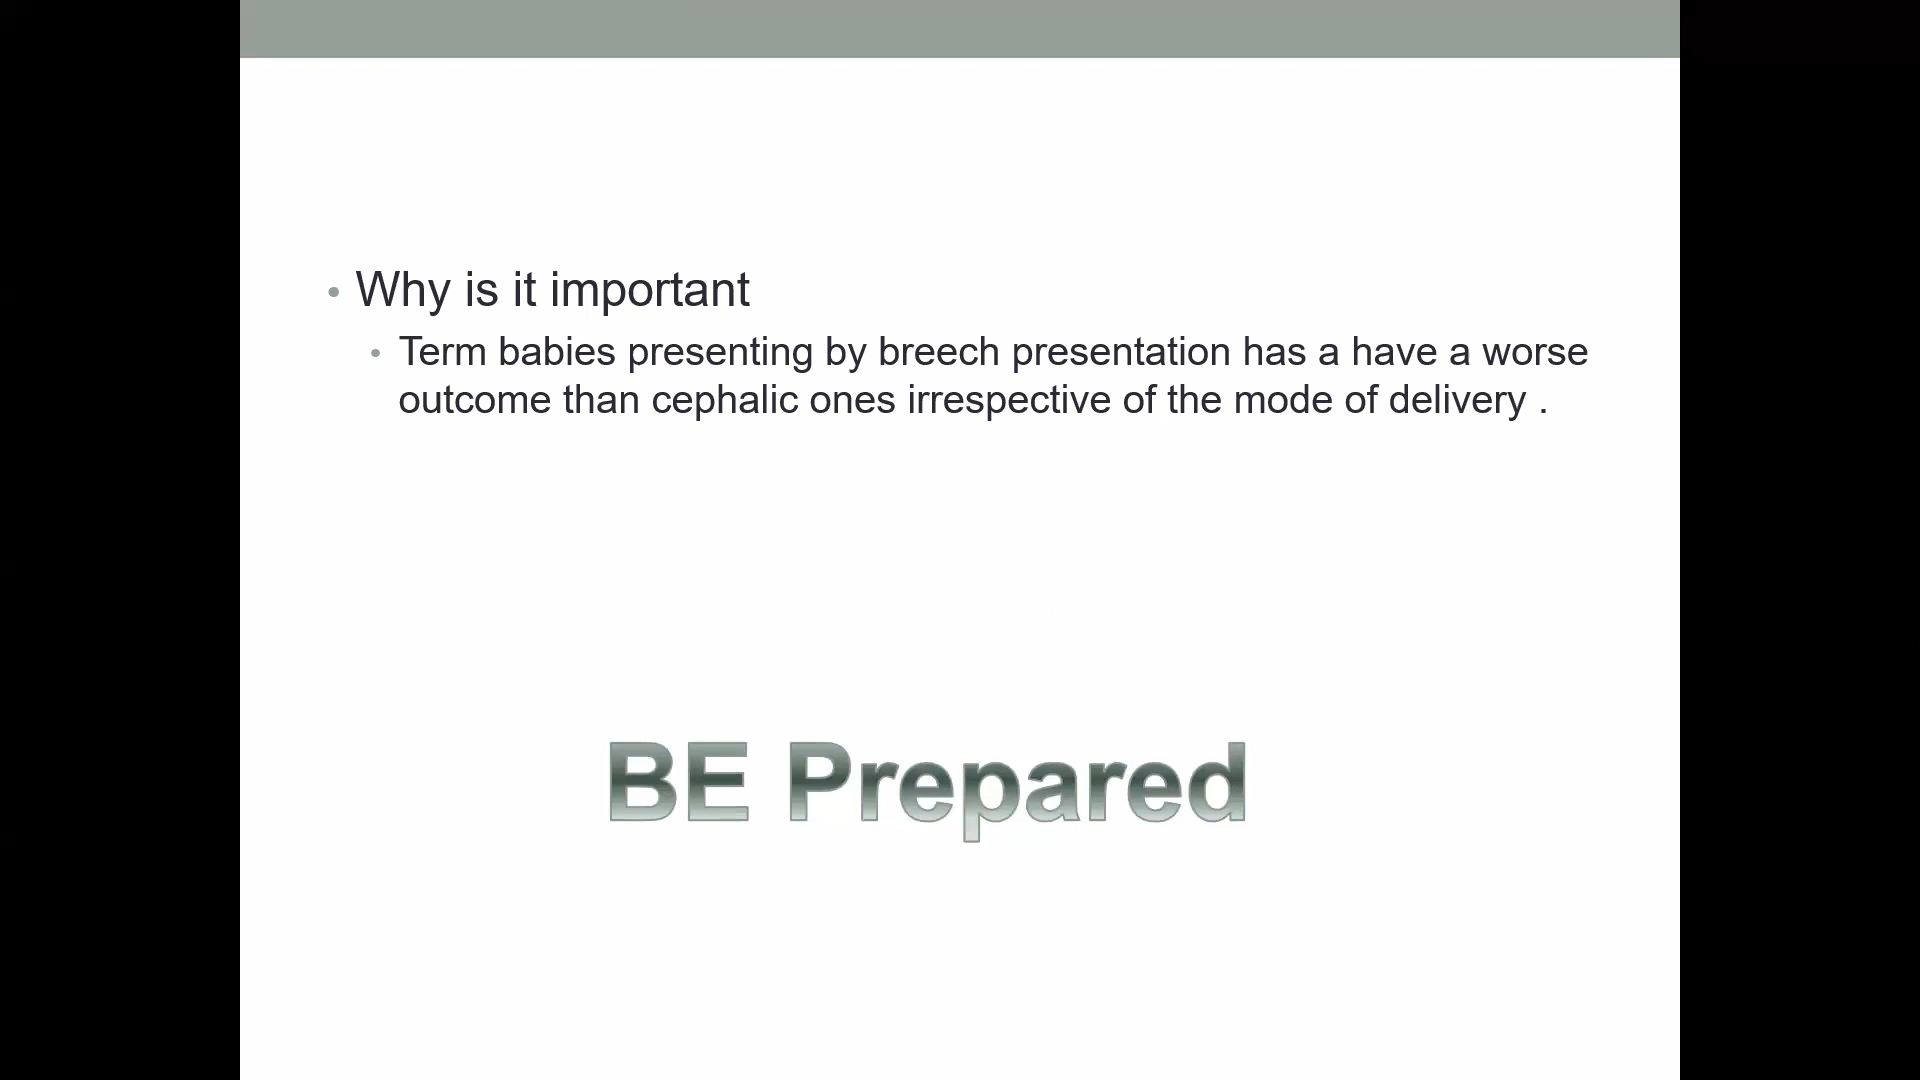 • Why is it important
• Term babies presenting by breech presentation has a have a worse
outcome than cephalic ones irrespective of the mode of delivery .
BE Prepared